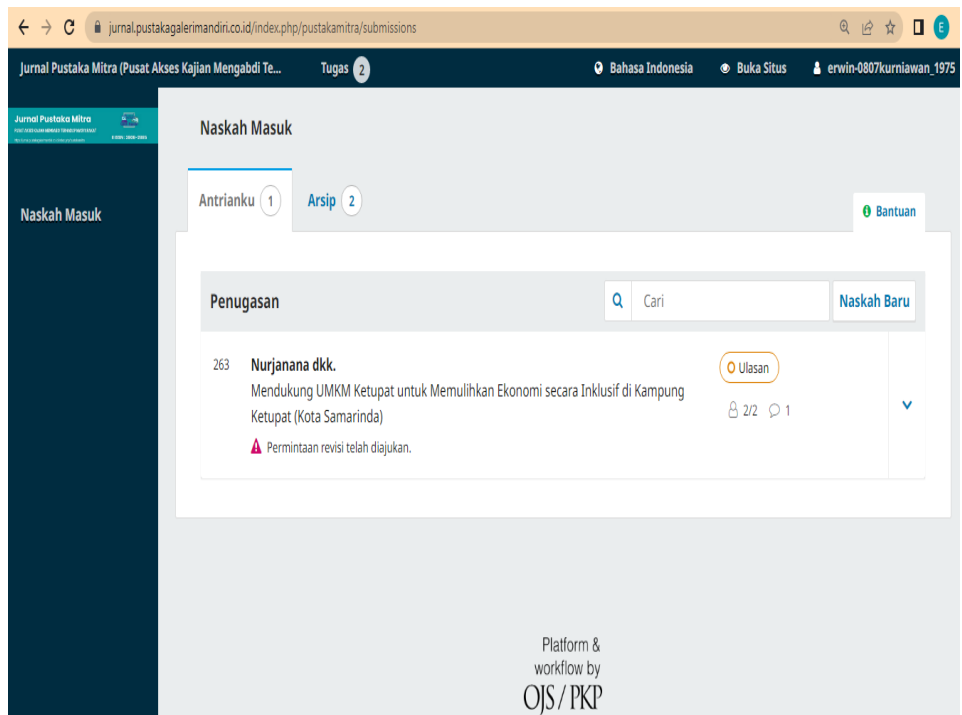 jurnal.pustakagalerimandiri.co.id/index.php/pustakamitra/submissions
E
Jurnal Pustaka Mitra (Pusat Akses Kajian Mengabdi Te...
Tugas 2
Bahasa Indonesia
Buka Situs
erwin-0807kurniawan_1975
Jurnal Pustaka Mitra
Naskah Masuk
Naskah Masuk
Antrianku 1
Arsip 2
Bantuan
Penugasan
Cari
Naskah Baru
263
Nurjanana dkk.
Mendukung UMKM Ketupat untuk Memulihkan Ekonomi secara Inklusif di Kampung
Ketupat (Kota Samarinda)
Permintaan revisi telah diajukan.
Ulasan
2/2 1
Platform &
workflow by
OJS / PKP